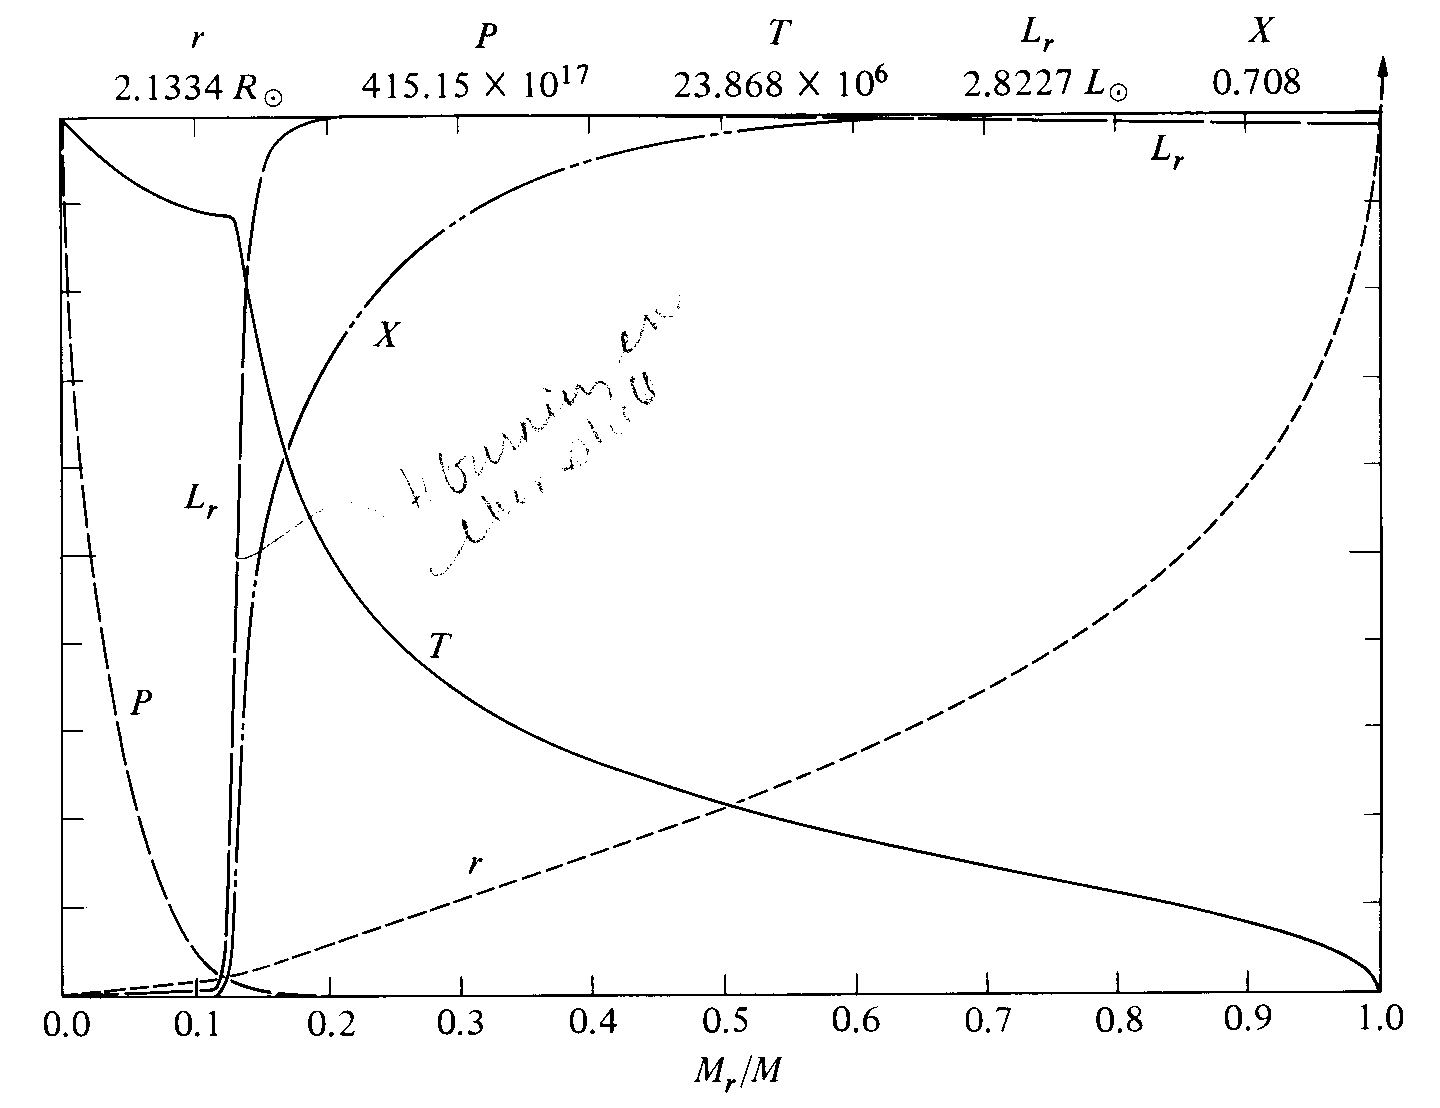 r P T Lᵣ X
2.1334 R☉ 415.15 × 10¹⁷ 23.868 × 10⁶ 2.8227 L☉ 0.708
Lᵣ
X
H burning en
Lᵣ
T
P
r
0.0 0.1 0.2 0.3 0.4 0.5 0.6 0.7 0.8 0.9 1.0
Mᵣ/M